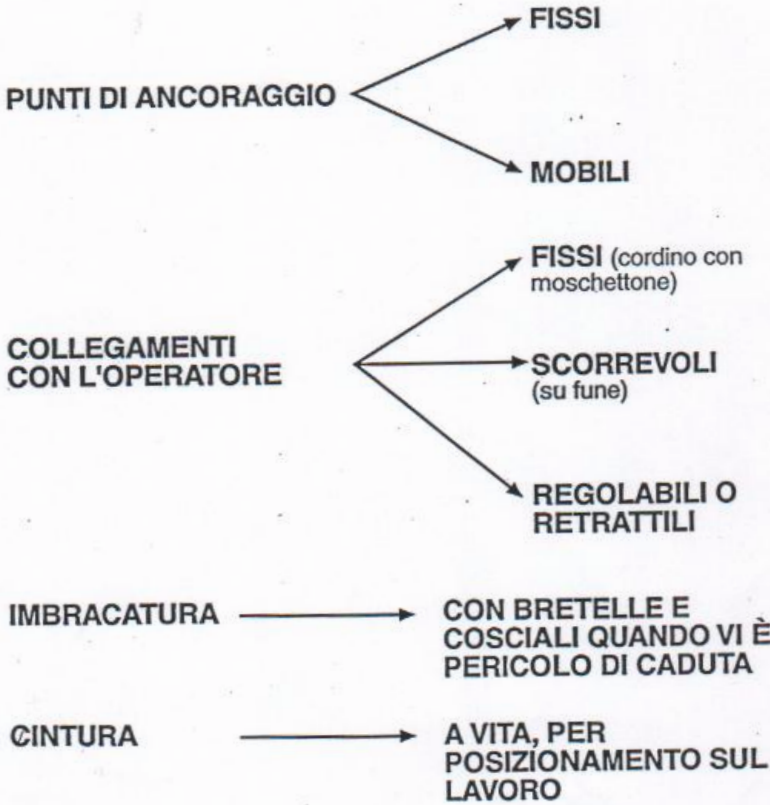 FISSI
PUNTI DI ANCORAGGIO
MOBILI
FISSI (cordino con
moschettone)
COLLEGAMENTI
CON L'OPERATORE
SCORREVOLI
(su fune)
REGOLABILI O
RETRATTILI
IMBRACATURA
CON BRETELLE E
COSCIALI QUANDO VI È
PERICOLO DI CADUTA
CINTURA
A VITA, PER
POSIZIONAMENTO SUL
LAVORO